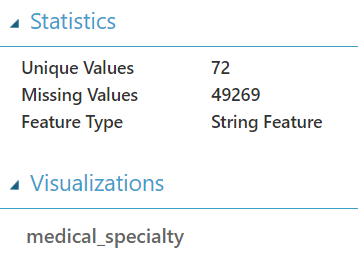 Statistics
Unique Values 72
Missing Values 49269
Feature Type String Feature
Visualizations
medical_specialty